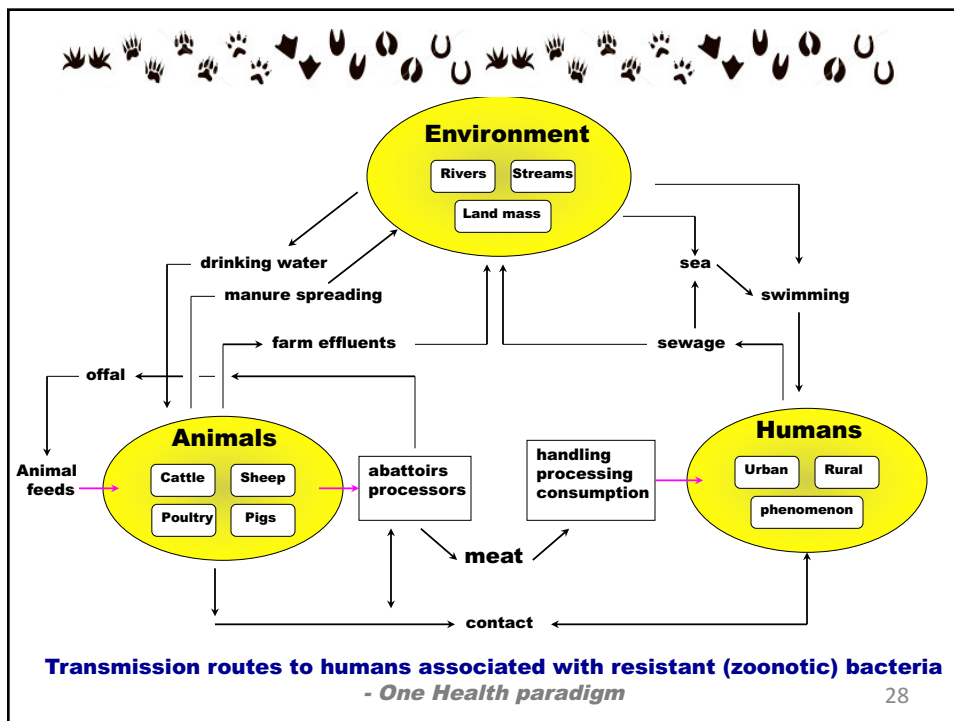 Environment
Rivers
Streams
Land mass
drinking water
sea
manure spreading
swimming
farm effluents
sewage
offal
Animals
Humans
Animal
feeds
Cattle
Sheep
Poultry
Pigs
abattoirs
processors
handling
processing
consumption
Urban
Rural
phenomenon
meat
contact
Transmission routes to humans associated with resistant (zoonotic) bacteria
- One Health paradigm
28